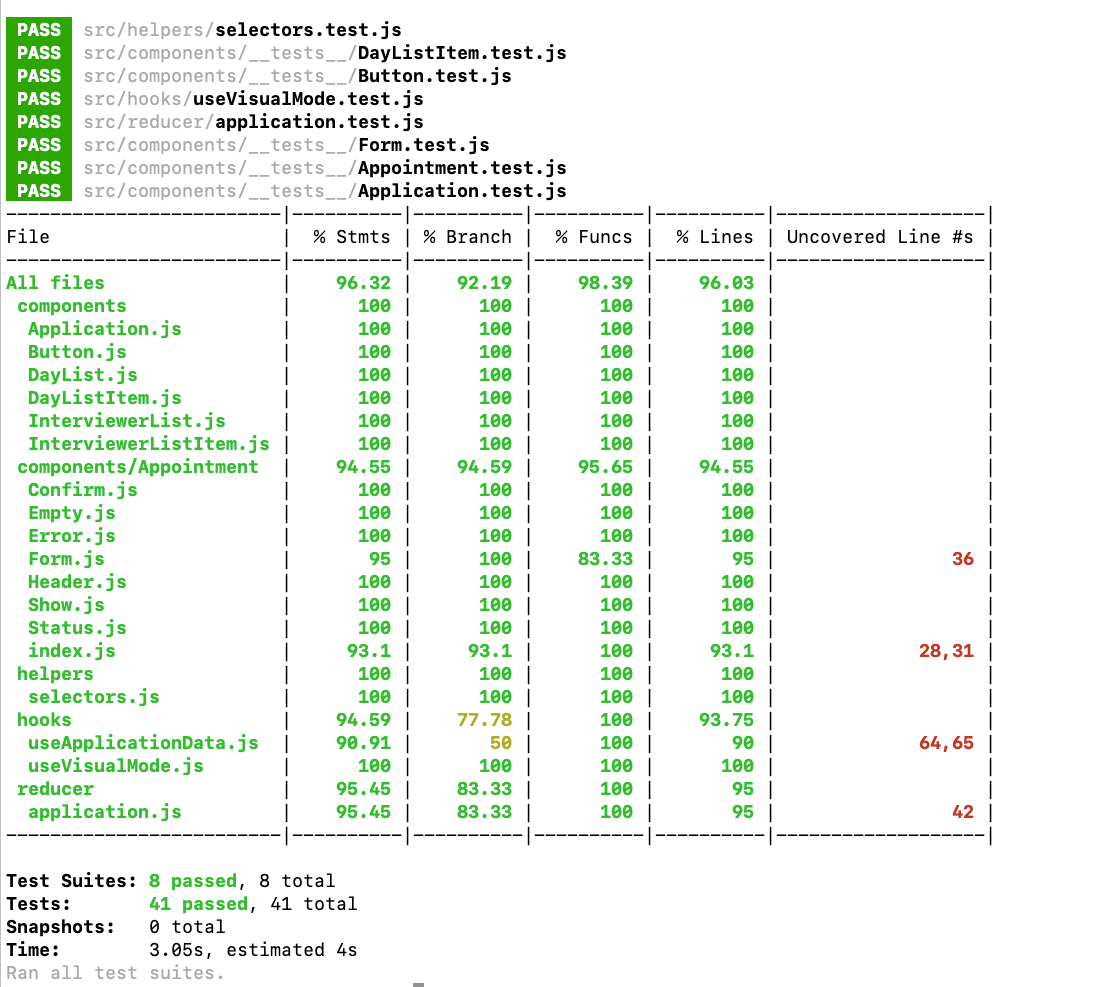 PASS src/helpers/selectors.test.js
PASS src/components/__tests__/DayListItem.test.js
PASS src/components/__tests__/Button.test.js
PASS src/hooks/useVisualMode.test.js
PASS src/reducer/application.test.js
PASS src/components/__tests__/Form.test.js
PASS src/components/__tests__/Appointment.test.js
PASS src/components/__tests__/Application.test.js
-------------------------|----------|----------|----------|----------|-------------------|
File                     |  % Stmts | % Branch |  % Funcs |  % Lines | Uncovered Line #s |
-------------------------|----------|----------|----------|----------|-------------------|
All files                |    96.32 |    92.19 |    98.39 |    96.03 |                   |
 components              |      100 |      100 |      100 |      100 |                   |
  Application.js         |      100 |      100 |      100 |      100 |                   |
  Button.js              |      100 |      100 |      100 |      100 |                   |
  DayList.js             |      100 |      100 |      100 |      100 |                   |
  DayListItem.js         |      100 |      100 |      100 |      100 |                   |
  InterviewerList.js     |      100 |      100 |      100 |      100 |                   |
  InterviewerListItem.js |      100 |      100 |      100 |      100 |                   |
 components/Appointment  |    94.55 |    94.59 |    95.65 |    94.55 |                   |
  Confirm.js             |      100 |      100 |      100 |      100 |                   |
  Empty.js               |      100 |      100 |      100 |      100 |                   |
  Error.js               |      100 |      100 |      100 |      100 |                   |
  Form.js                |       95 |      100 |    83.33 |       95 |                36 |
  Header.js              |      100 |      100 |      100 |      100 |                   |
  Show.js                |      100 |      100 |      100 |      100 |                   |
  Status.js              |      100 |      100 |      100 |      100 |                   |
  index.js               |     93.1 |     93.1 |      100 |     93.1 |             28,31 |
 helpers                 |      100 |      100 |      100 |      100 |                   |
  selectors.js           |      100 |      100 |      100 |      100 |                   |
 hooks                   |    94.59 |    77.78 |      100 |    93.75 |                   |
  useApplicationData.js  |    90.91 |       50 |      100 |       90 |             64,65 |
  useVisualMode.js       |      100 |      100 |      100 |      100 |                   |
 reducer                 |    95.45 |    83.33 |      100 |       95 |                   |
  application.js         |    95.45 |    83.33 |      100 |       95 |                42 |
-------------------------|----------|----------|----------|----------|-------------------|
Test Suites: 8 passed, 8 total
Tests:       41 passed, 41 total
Snapshots:   0 total
Time:        3.05s, estimated 4s
Ran all test suites.